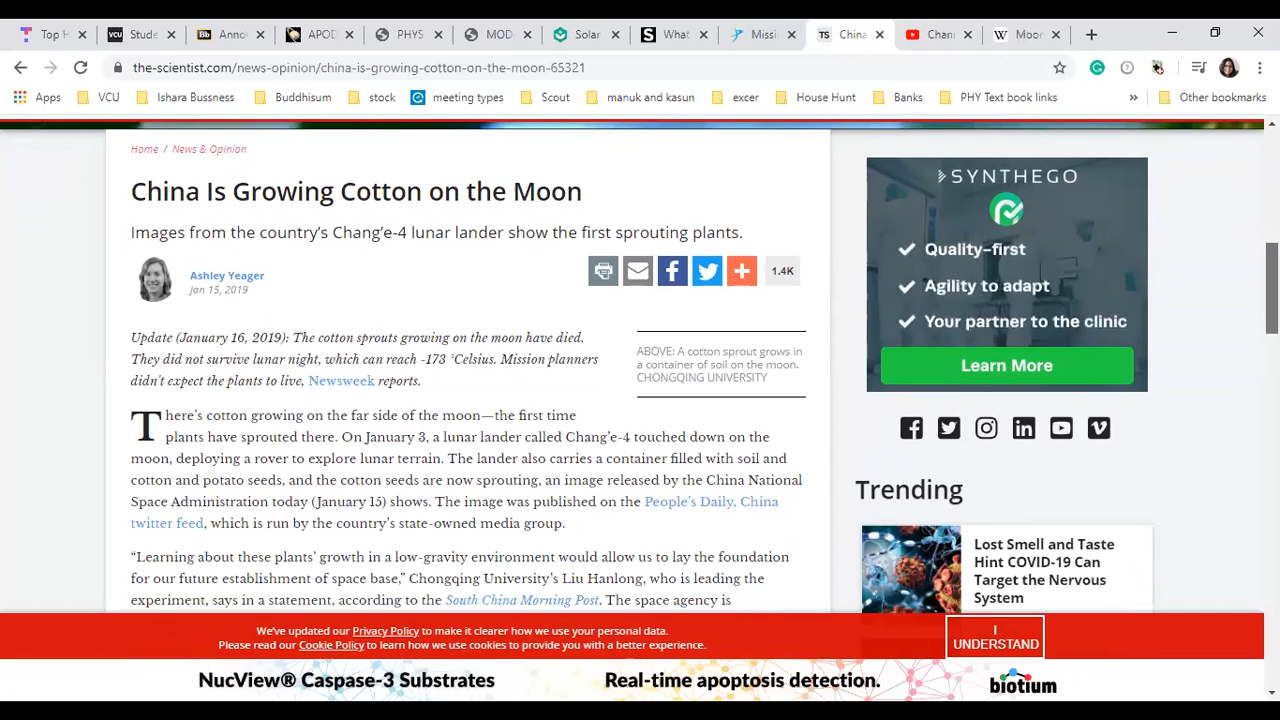 Top H
VCU Stude
Bb Anno
APOD
PHYS
MOD
Solar
S What
Missi
TS China
Chan
W Moor
the-scientist.com/news-opinion/china-is-growing-cotton-on-the-moon-65321
Apps VCU Ishara Bussness Buddhisum stock meeting types Scout manuk and kasun excer House Hunt Banks PHY Text book links » Other bookmarks
Home / News & Opinion
China Is Growing Cotton on the Moon
Images from the country’s Chang’e-4 lunar lander show the first sprouting plants.
Ashley Yeager
Jan 15, 2019
1.4K
Update (January 16, 2019): The cotton sprouts growing on the moon have died.
They did not survive lunar night, which can reach -173 °Celsius. Mission planners
didn't expect the plants to live, Newsweek reports.
ABOVE: A cotton sprout grows in
a container of soil on the moon.
CHONGQING UNIVERSITY
There’s cotton growing on the far side of the moon—the first time
plants have sprouted there. On January 3, a lunar lander called Chang’e-4 touched down on the
moon, deploying a rover to explore lunar terrain. The lander also carries a container filled with soil and
cotton and potato seeds, and the cotton seeds are now sprouting, an image released by the China National
Space Administration today (January 15) shows. The image was published on the People’s Daily, China
twitter feed, which is run by the country’s state-owned media group.
“Learning about these plants’ growth in a low-gravity environment would allow us to lay the foundation
for our future establishment of space base,” Chongqing University’s Liu Hanlong, who is leading the
experiment, says in a statement, according to the South China Morning Post. The space agency is
SYNTHEGO
Quality-first
Agility to adapt
Your partner to the clinic
Learn More
Trending
Lost Smell and Taste
Hint COVID-19 Can
Target the Nervous
System
We've updated our Privacy Policy to make it clearer how we use your personal data.
Please read our Cookie Policy to learn how we use cookies to provide you with a better experience.
I
UNDERSTAND
NucView® Caspase-3 Substrates
Real-time apoptosis detection.
biotium